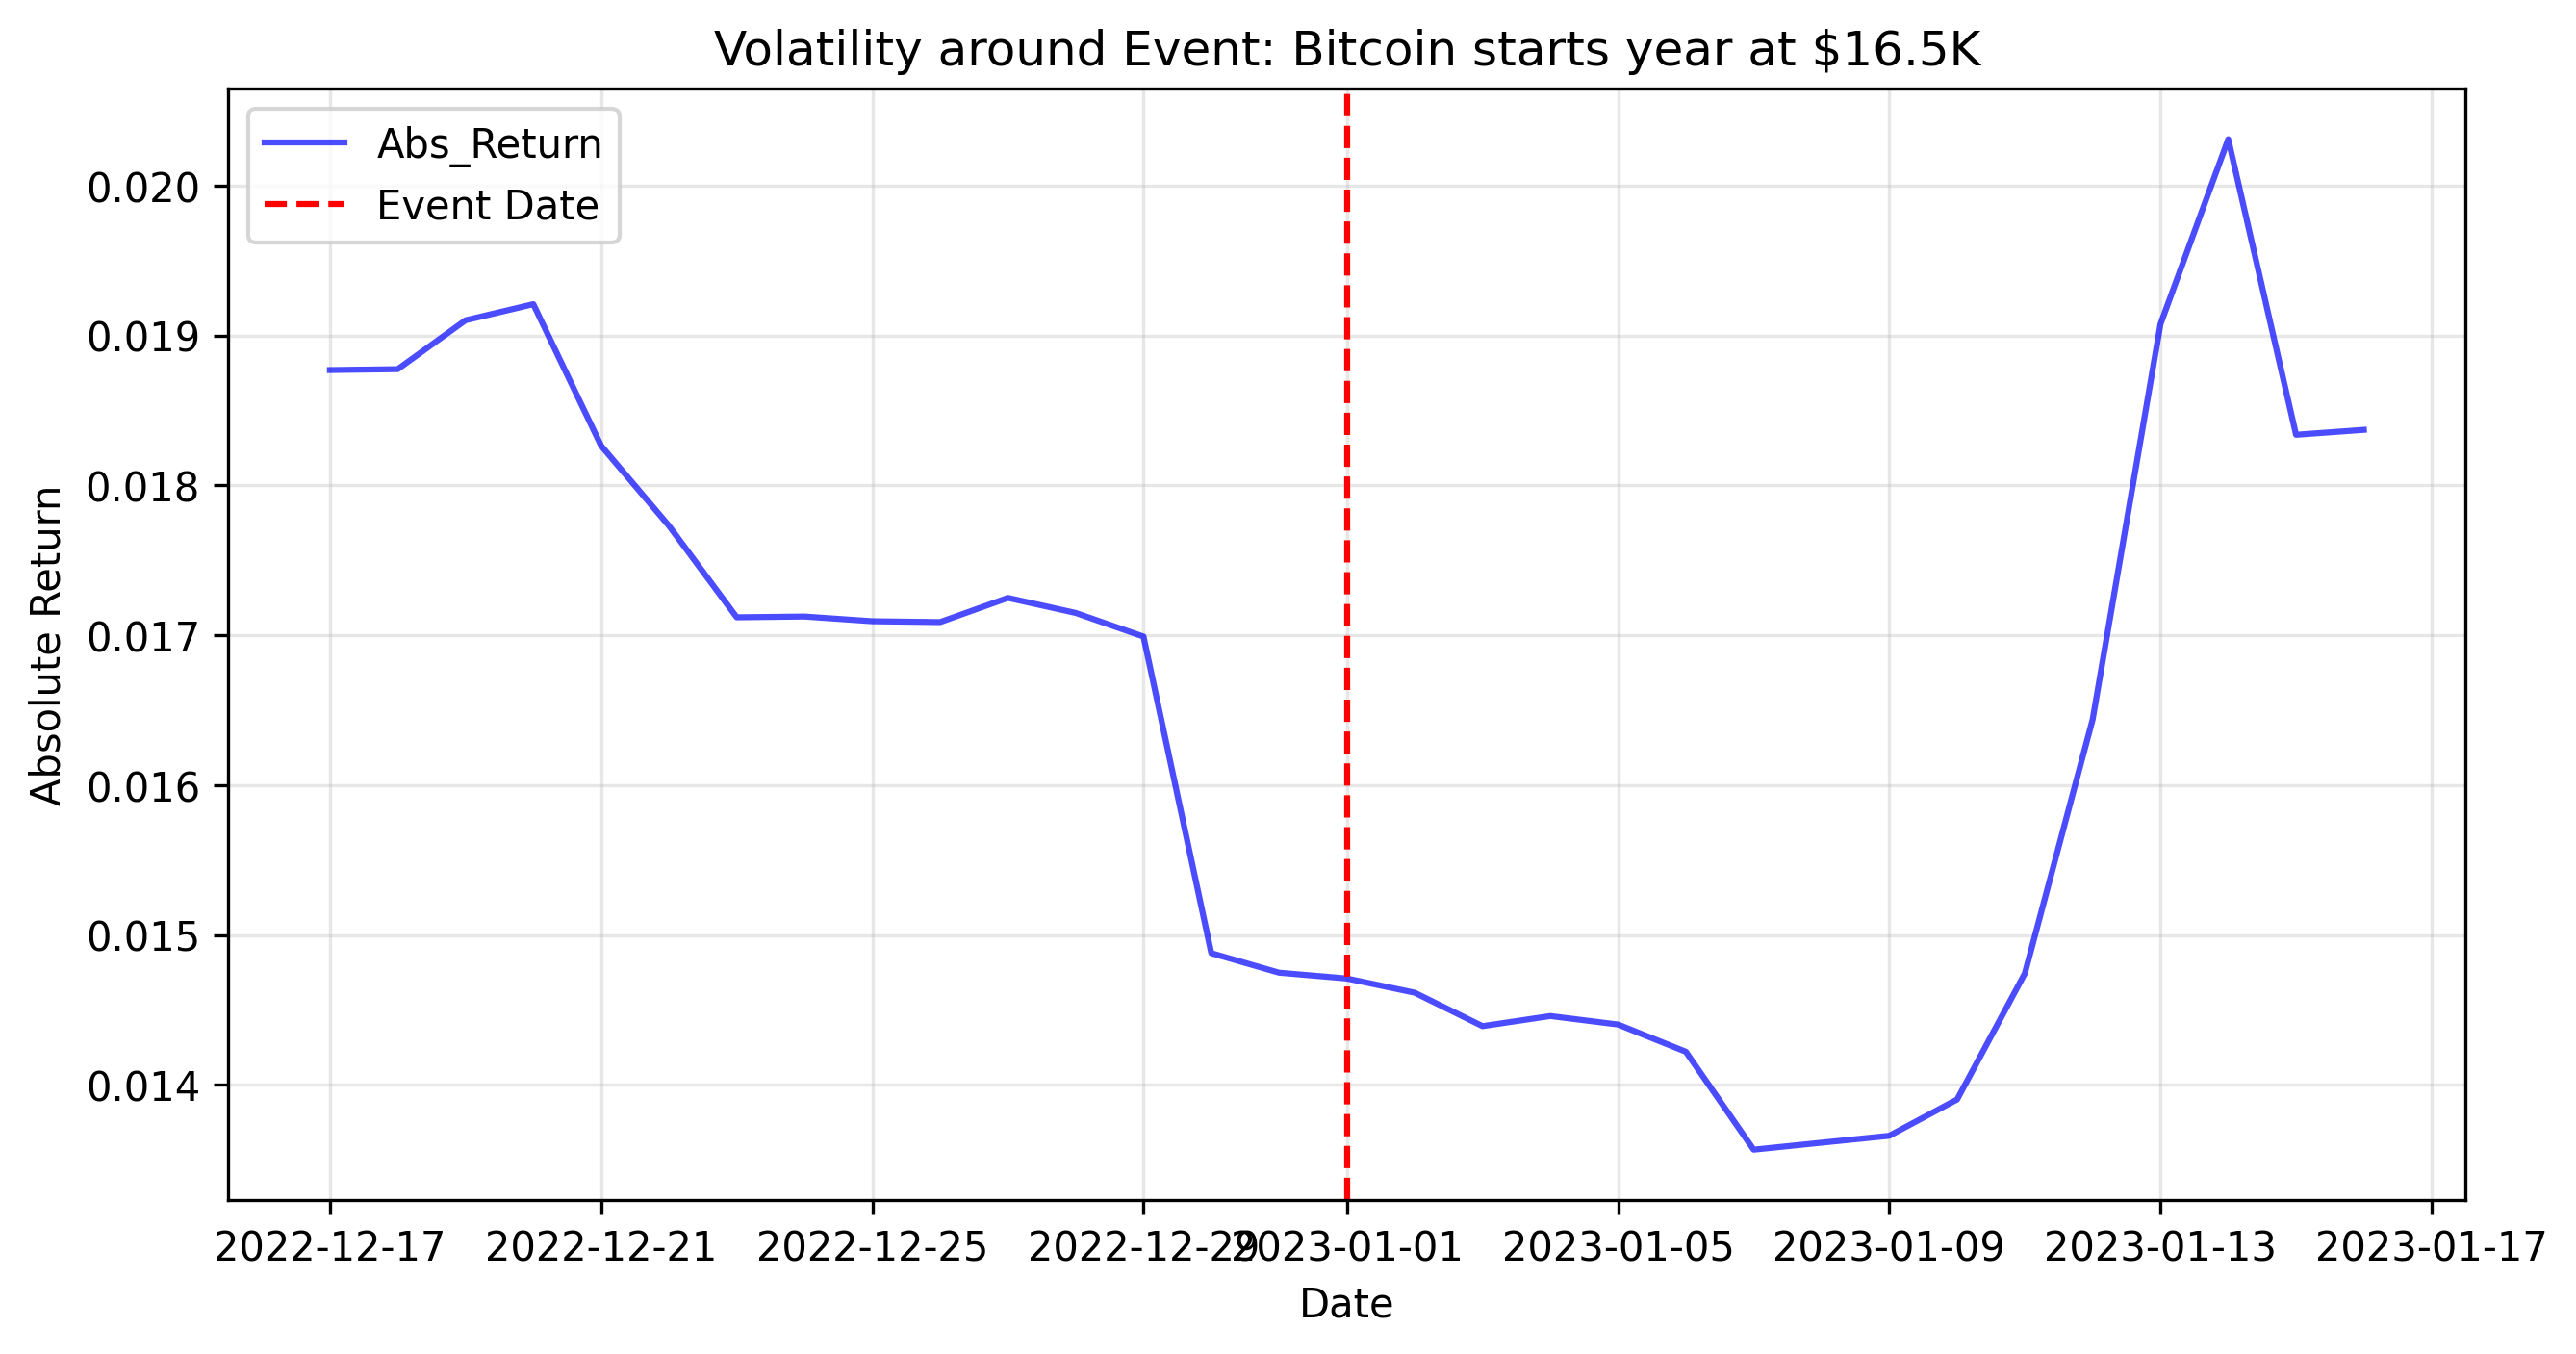 Volatility around Event: Bitcoin starts year at $16.5K
Abs_Return
Event Date
0.020
0.019
0.018
0.017
0.016
0.015
0.014
Absolute Return
2022-12-17 2022-12-21 2022-12-25 2022-12-29 2023-01-01 2023-01-05 2023-01-09 2023-01-13 2023-01-17
Date